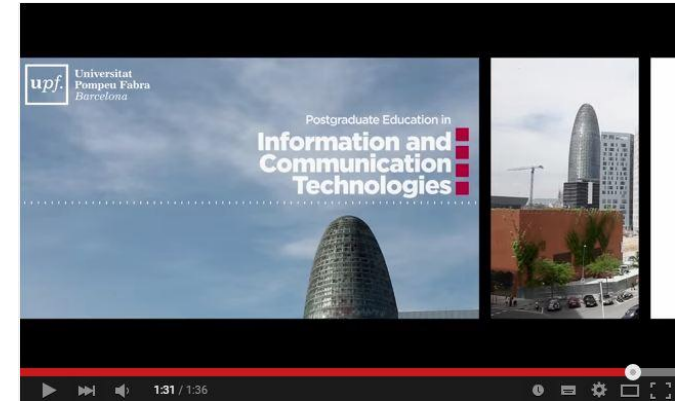 upf.
Universitat
Pompeu Fabra
Barcelona
Postgraduate Education in
Information and
Communication
Technologies
1:31 / 1:36